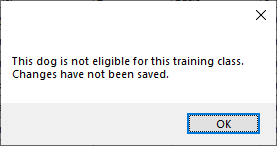 This dog is not eligible for this training class.
Changes have not been saved.
OK